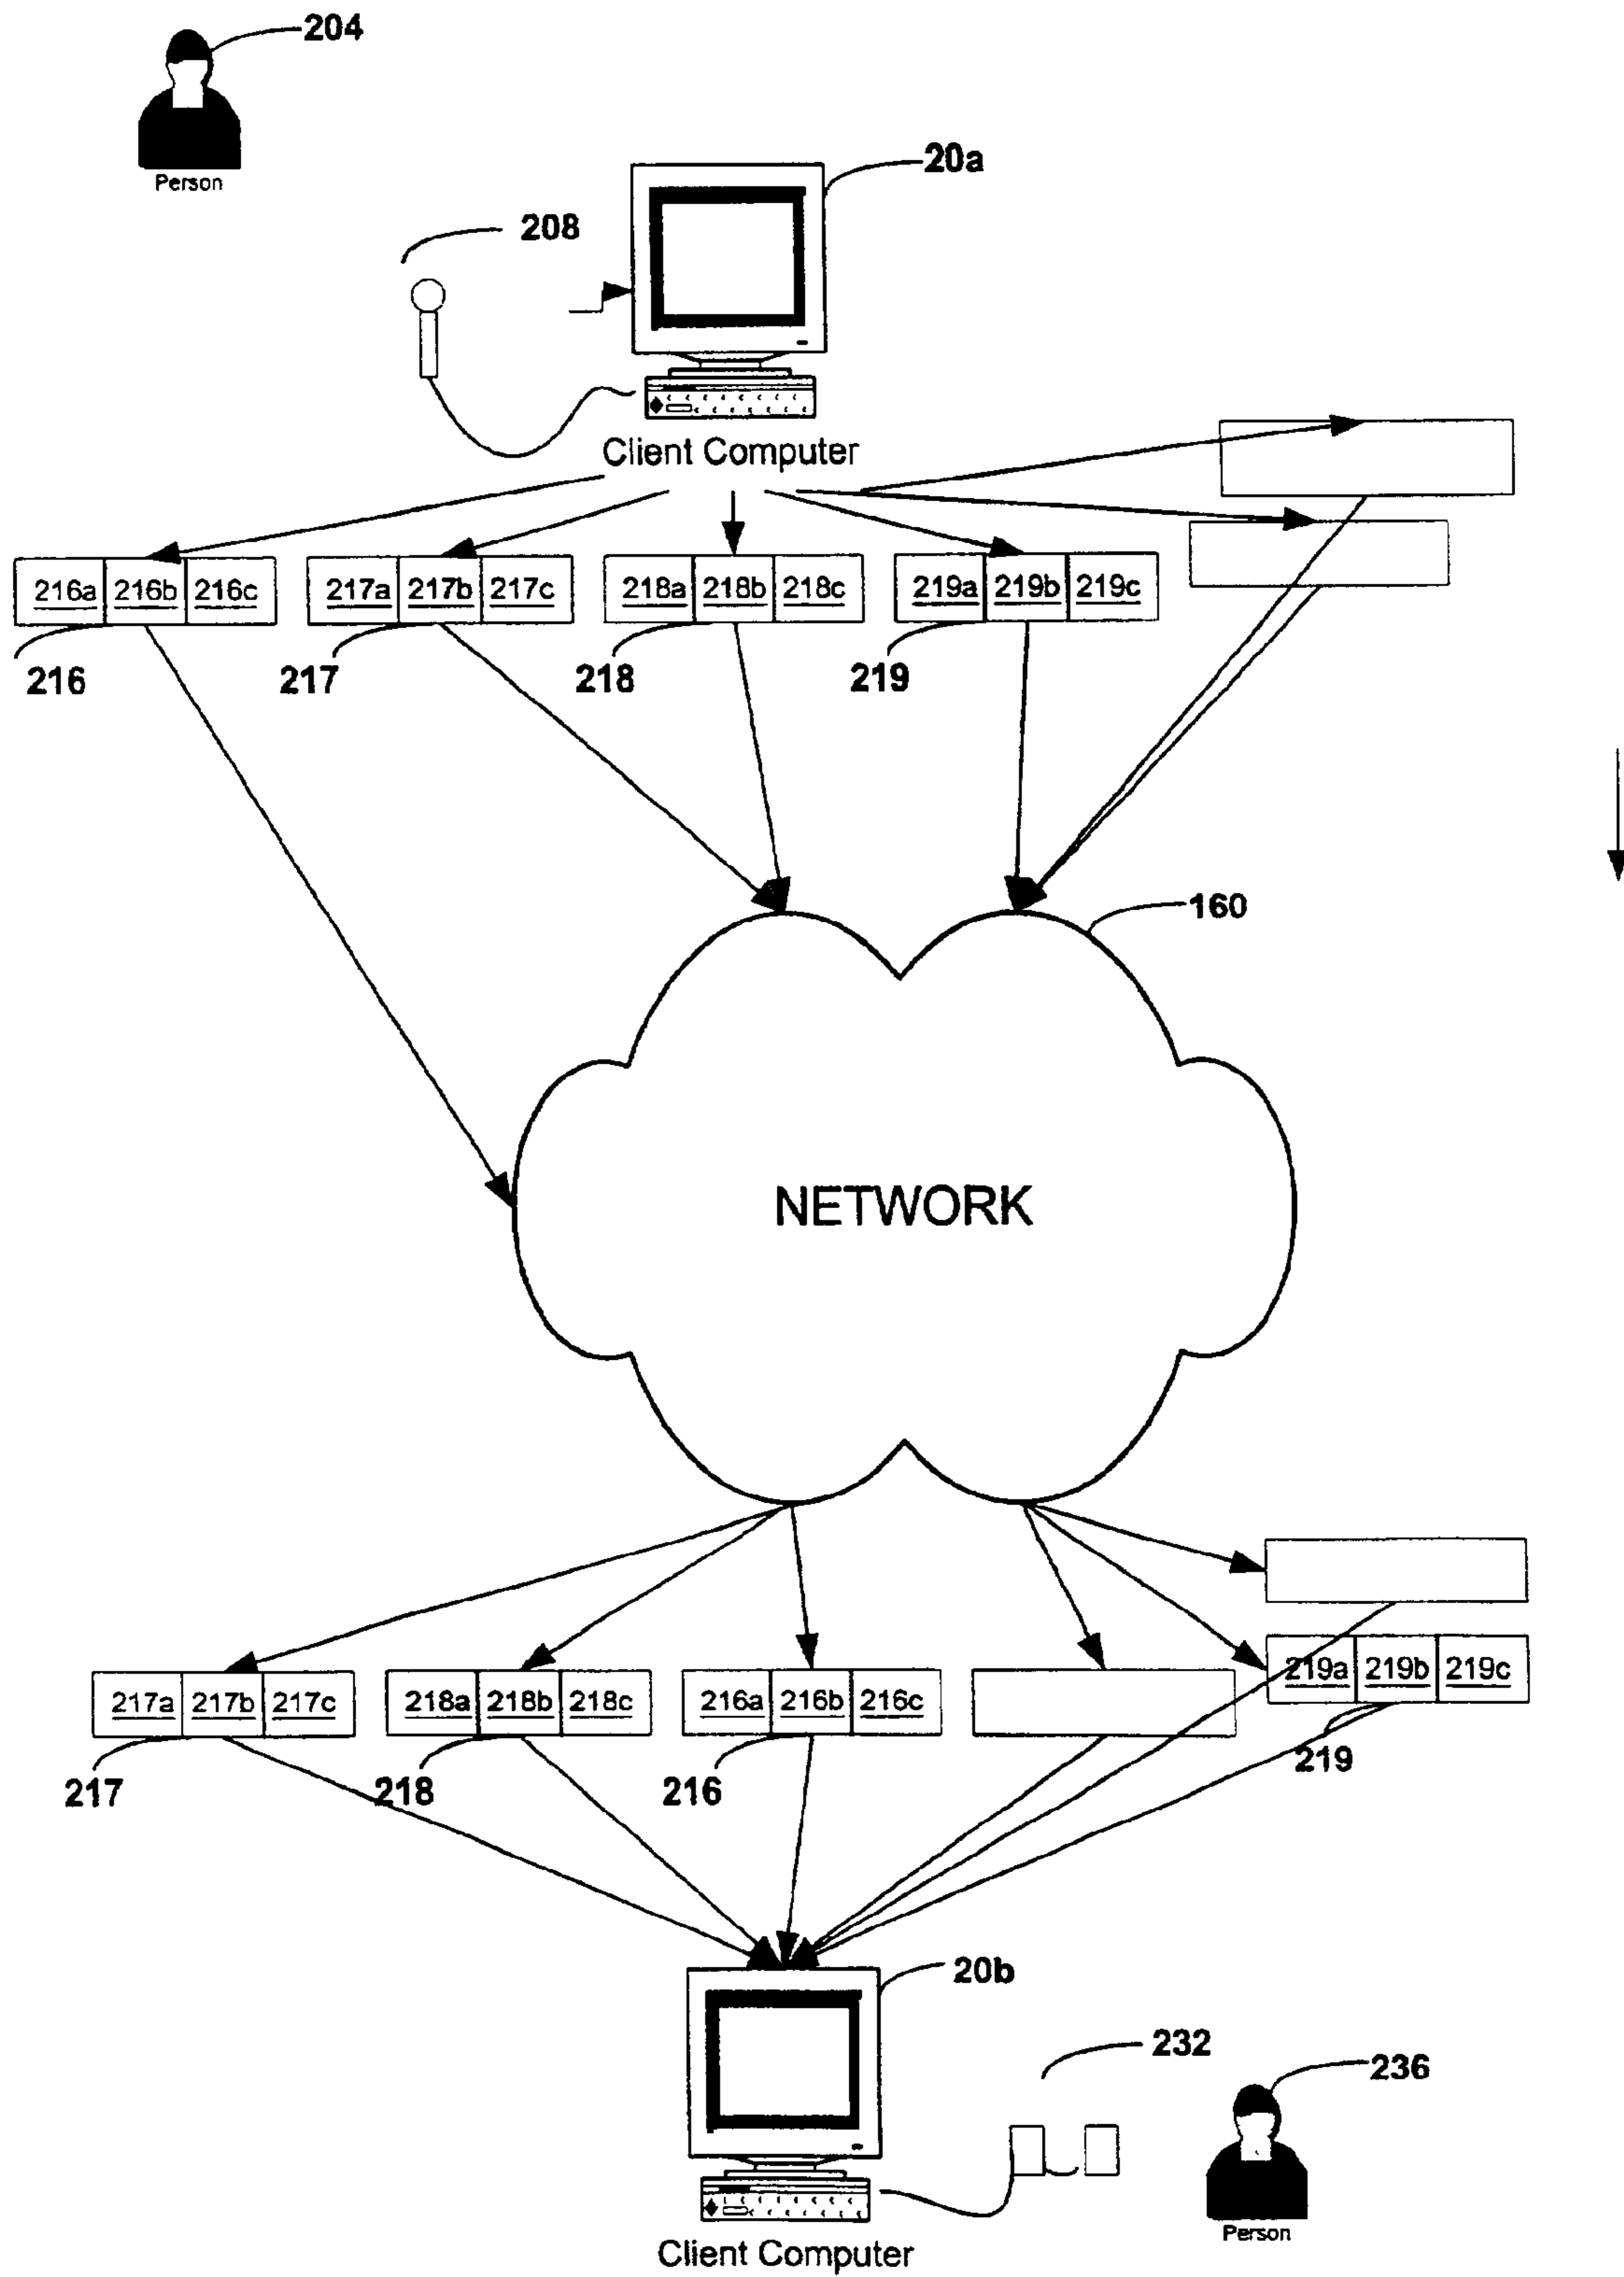 204
Person
20a
208
Client Computer
216a 216b 216c 217a 217b 217c 218a 218b 218c 219a 219b 219c
216 217 218 219
160
NETWORK
217a 217b 217c 218a 218b 218c 216a 216b 216c 219a 219b 219c
217 218 216 219
20b
232
236
Person
Client Computer